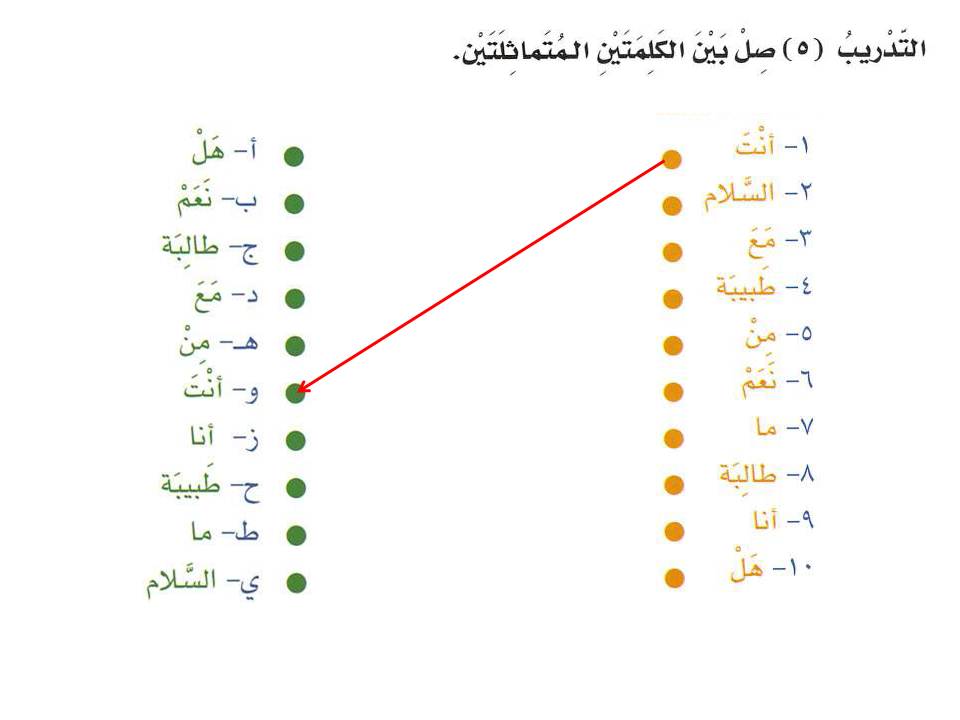 التّدْريبُ (٥) صِلْ بَيْنَ الكَلِمَتَيْنِ المُتَماثِلَتَيْن.
١- أنْتَ
٢- السَّلام
٣- مَعَ
٤- طَبيبَة
٥- مِنْ
٦- نَعَمْ
٧- ما
٨- طالِبَة
٩- أنا
١٠- هَلْ
أ- هَلْ
ب- نَعَمْ
ج- طالِبَة
د- مَعَ
هـ- مِنْ
و- أنْتَ
ز- أنا
ح- طَبيبَة
ط- ما
ي- السَّلام